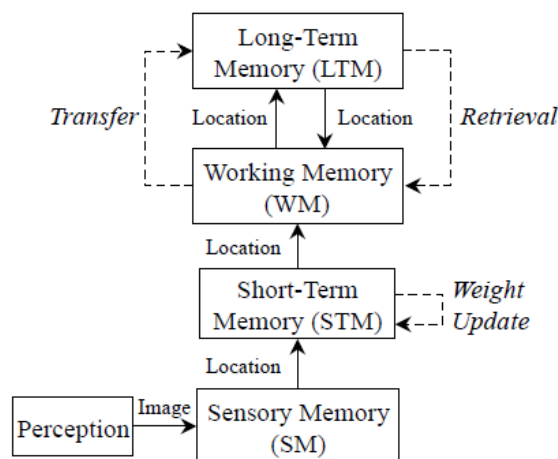 Long-Term
Memory (LTM)
Transfer
Location
Location
Retrieval
Working Memory
(WM)
Location
Short-Term
Memory (STM)
Weight
Update
Location
Perception
Image
Sensory Memory
(SM)